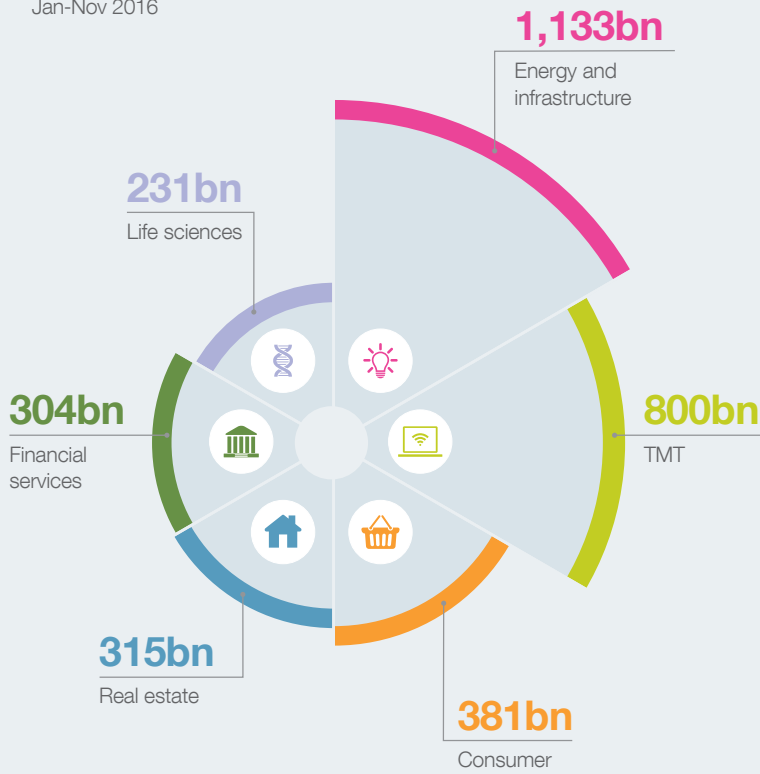 Jan-Nov 2016
1,133bn
Energy and
infrastructure
231bn
Life sciences
304bn
Financial
services
800bn
TMT
315bn
Real estate
381bn
Consumer